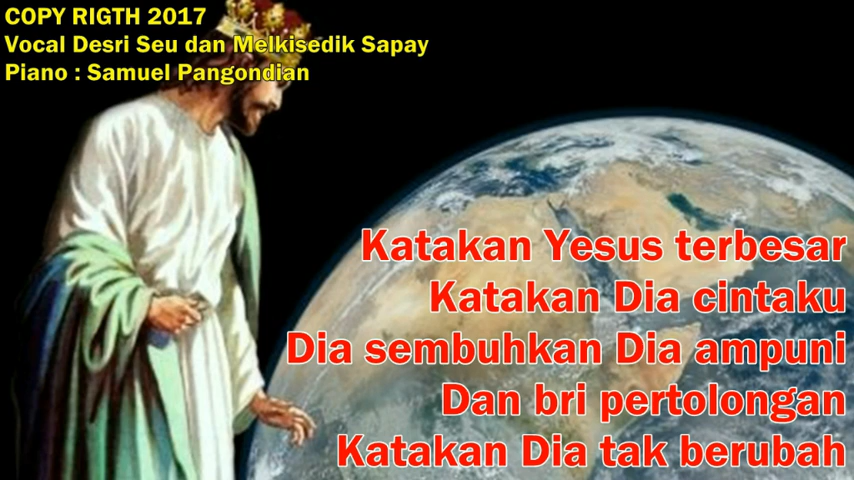 COPY RIGTH 2017
Vocal Desri Seu dan Melkisedik Sapay
Piano : Samuel Pangondian
Katakan Yesus terbesar
Katakan Dia cintaku
Dia sembuhkan Dia ampuni
Dan bri pertolongan
Katakan Dia tak berubah